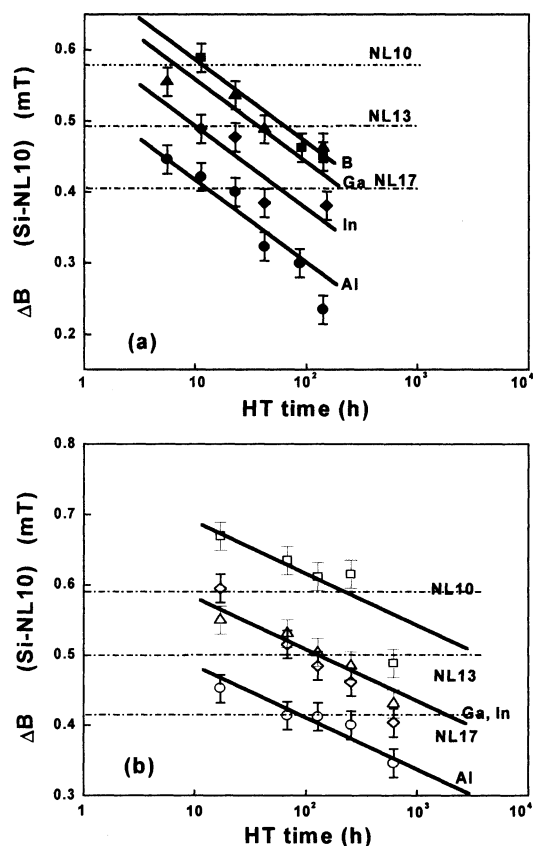 0.6
0.5
0.4
0.3
0.2
ΔB (Si-NL10) (mT)
NL10
NL13
NL17
B
Ga
In
Al
(a)
1 10 10² 10³ 10⁴
HT time (h)
0.8
0.7
0.6
0.5
0.4
0.3
ΔB (Si-NL10) (mT)
NL10
NL13
Ga, In
NL17
Al
(b)
1 10 10² 10³ 10⁴
HT time (h)